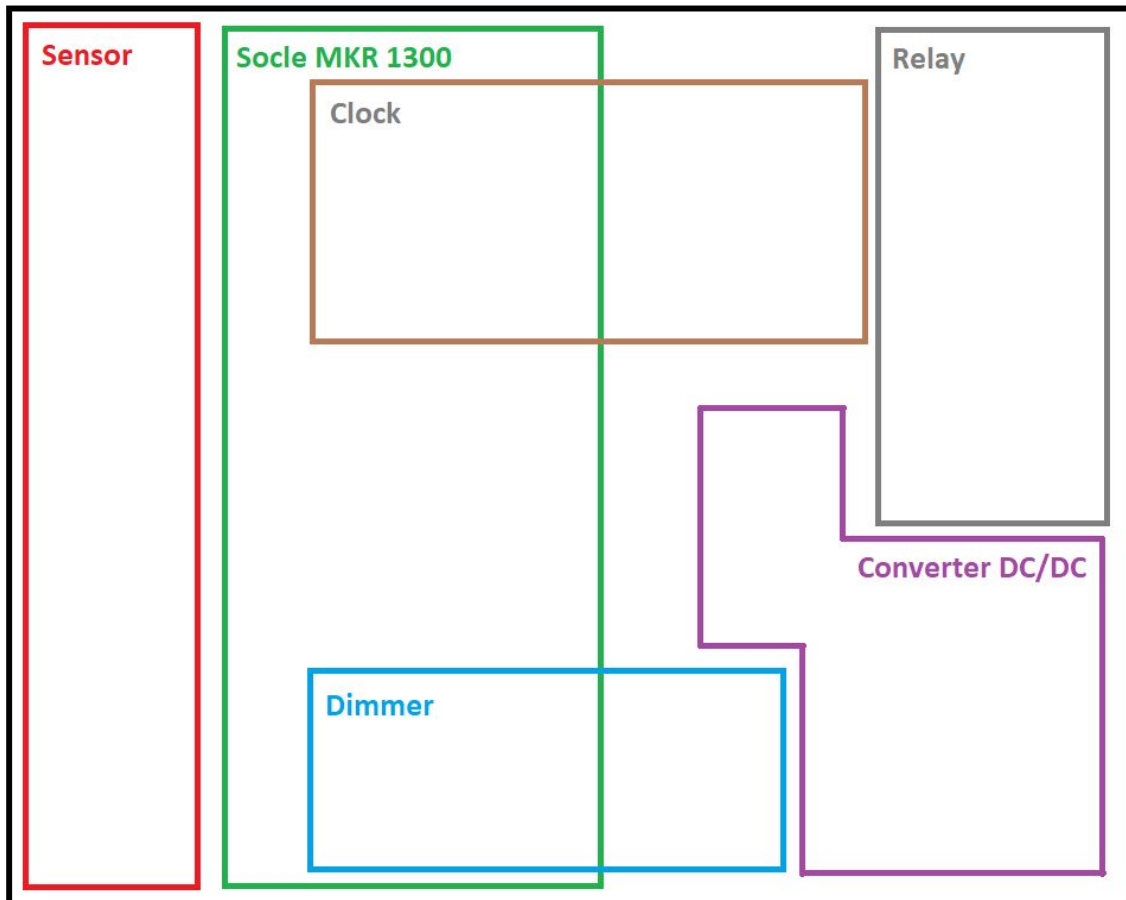 Sensor
Socle MKR 1300
Relay
Clock
Converter DC/DC
Dimmer